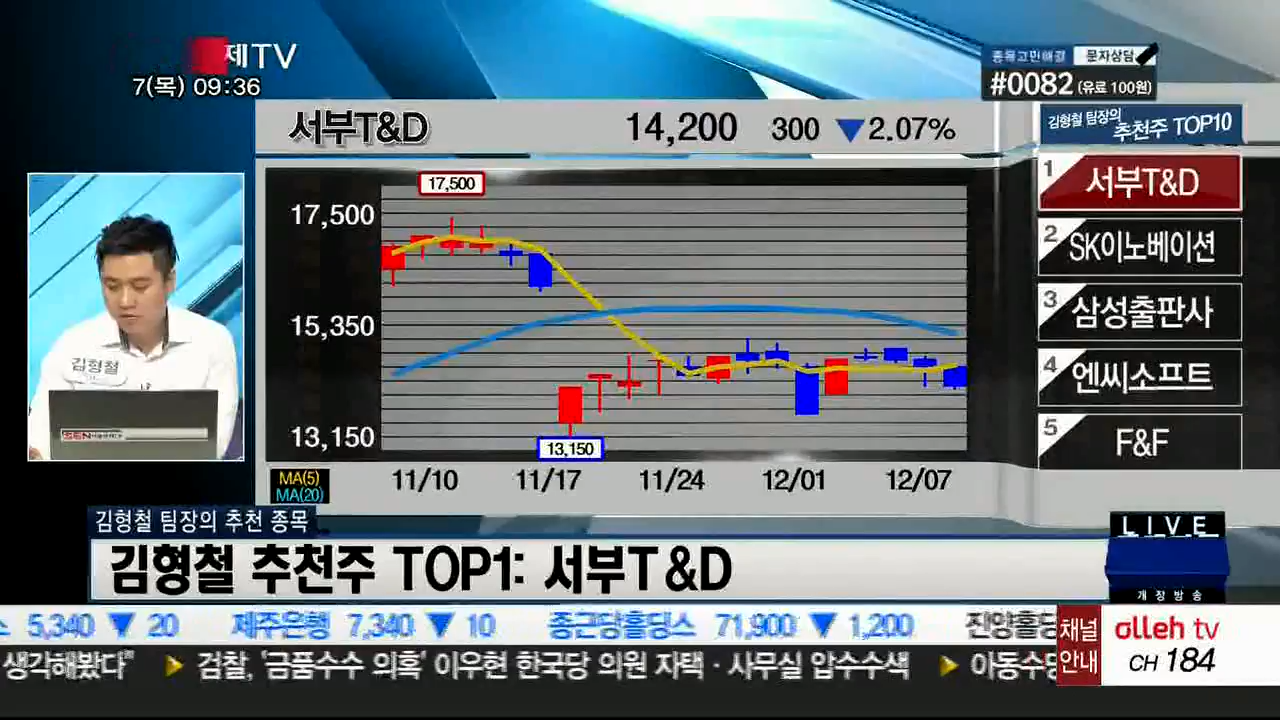 제TV
7(목) 09:36
종목고민해결 문자상담
#0082 (유료 100원)
서부T&D 14,200 300 ▼2.07%
김형철 팀장의 추천주 TOP10
1 서부T&D
2 SK이노베이션
3 삼성출판사
4 엔씨소프트
5 F&F
17,500
17,500
15,350
13,150
13,150
MA(5)
MA(20)
11/10 11/17 11/24 12/01 12/07
김형철
SEN
김형철 팀장의 추천 종목
김형철 추천주 TOP1: 서부T&D
LIVE
개장방송
5,340 ▼ 20 제주은행 7,340 ▼ 10 종근당홀딩스 71,900 ▼ 1,200 진양홀딩
생각해봤다" ▶ 검찰, '금품수수 의혹' 이우현 한국당 의원 자택·사무실 압수수색 ▶ 아동수당
채널
안내
olleh tv
CH 184